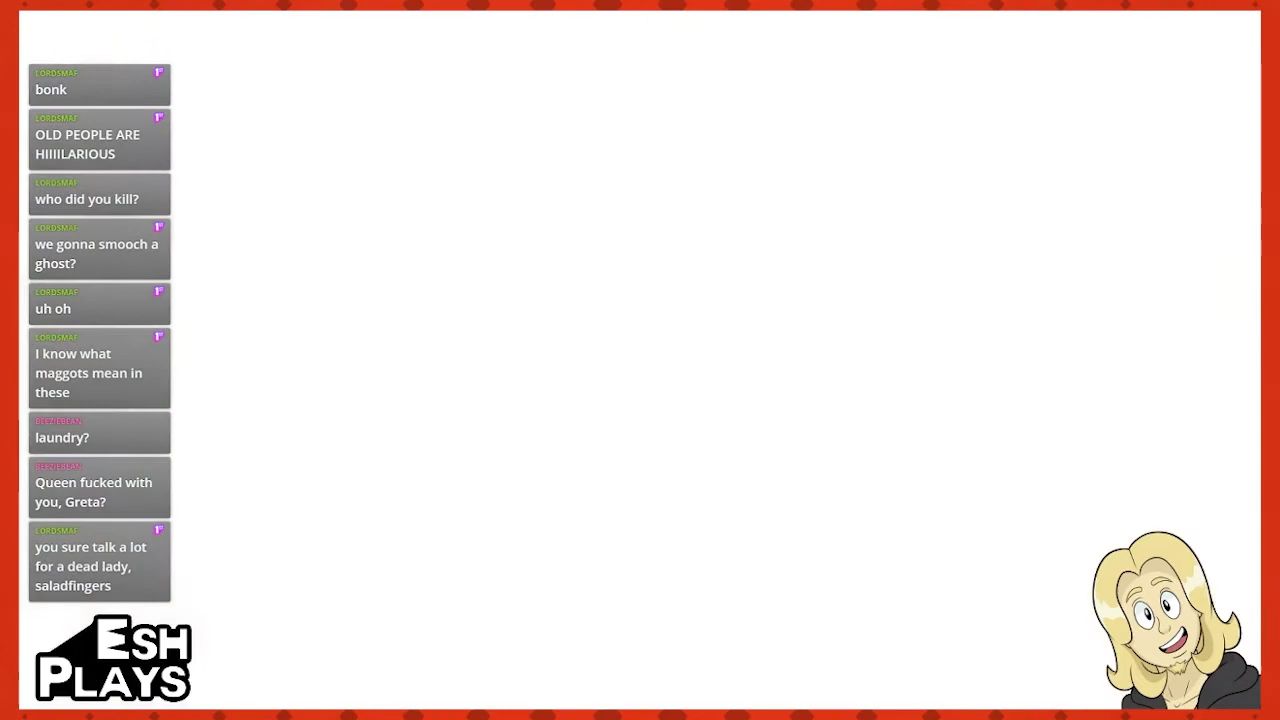 LORDSMAF
bonk
LORDSMAF
OLD PEOPLE ARE
HIIIILARIOUS
LORDSMAF
who did you kill?
LORDSMAF
we gonna smooch a
ghost?
LORDSMAF
uh oh
LORDSMAF
I know what
maggots mean in
these
BEEZIEBEAN
laundry?
BEEZIEBEAN
Queen fucked with
you, Greta?
LORDSMAF
you sure talk a lot
for a dead lady,
saladfingers
ESH
PLAYS